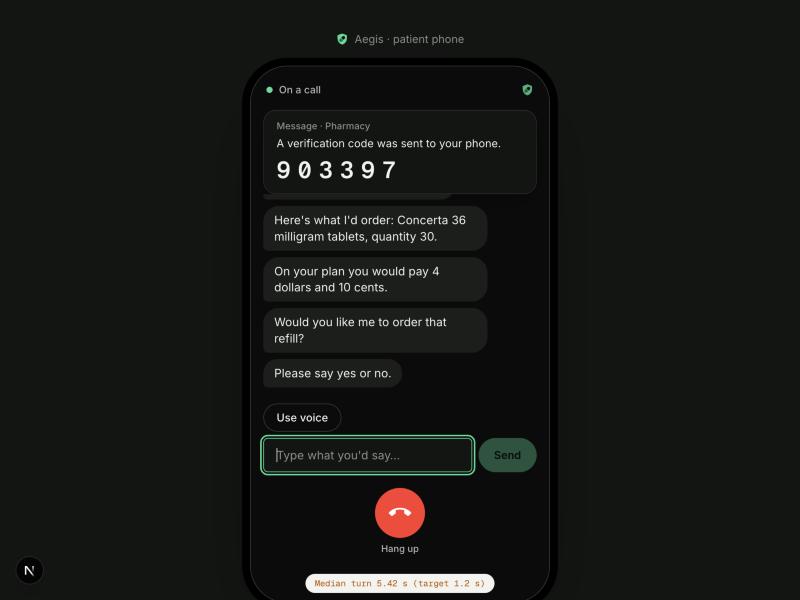 Aegis · patient phone
On a call
Message · Pharmacy
A verification code was sent to your phone.
903397
Here's what I'd order: Concerta 36
milligram tablets, quantity 30.
On your plan you would pay 4
dollars and 10 cents.
Would you like me to order that
refill?
Please say yes or no.
Use voice
Type what you'd say...
Send
Hang up
N
Median turn 5.42 s (target 1.2 s)